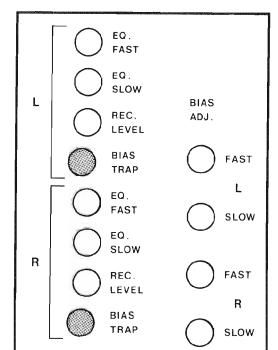 L
EQ.
FAST
EQ.
SLOW
REC.
LEVEL
BIAS
TRAP
R
EQ.
FAST
EQ.
SLOW
REC.
LEVEL
BIAS
TRAP
BIAS
ADJ.
FAST
L
SLOW
FAST
R
SLOW